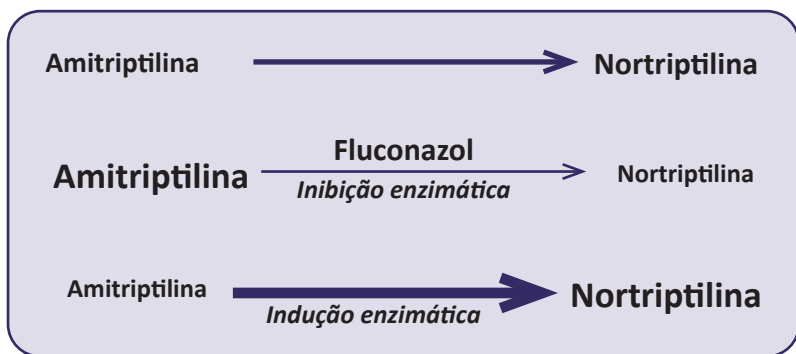 Amitriptilina Nortriptilina
Fluconazol
Amitriptilina Nortriptilina
Inibição enzimática
Amitriptilina Nortriptilina
Indução enzimática